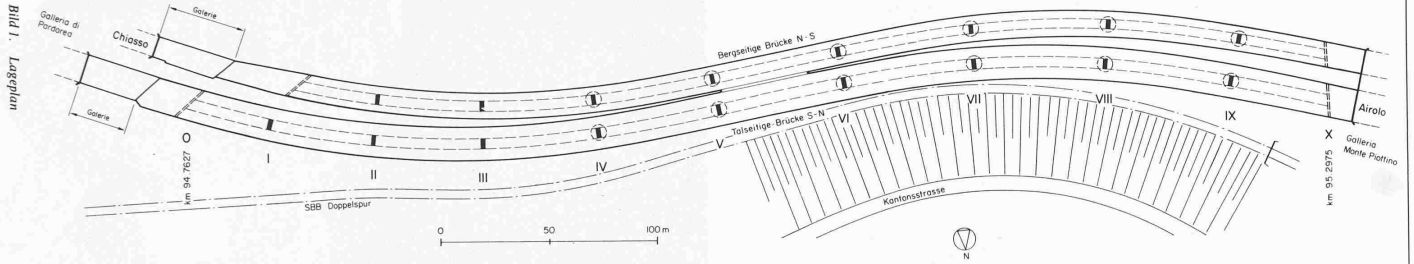 Bild 1. Lageplan
Galleria di
Pardorea
Chiasso
Galerie
Galerie
Bergseitige Brücke N-S
Talseitige Brücke S-N
O
I
II
III
IV
V
VI
VII
VIII
IX
X
km 94.7627
km 95.2975
Airolo
Galleria
Monte Piottino
SBB Doppelspur
Kantonsstrasse
0
50
100 m
N